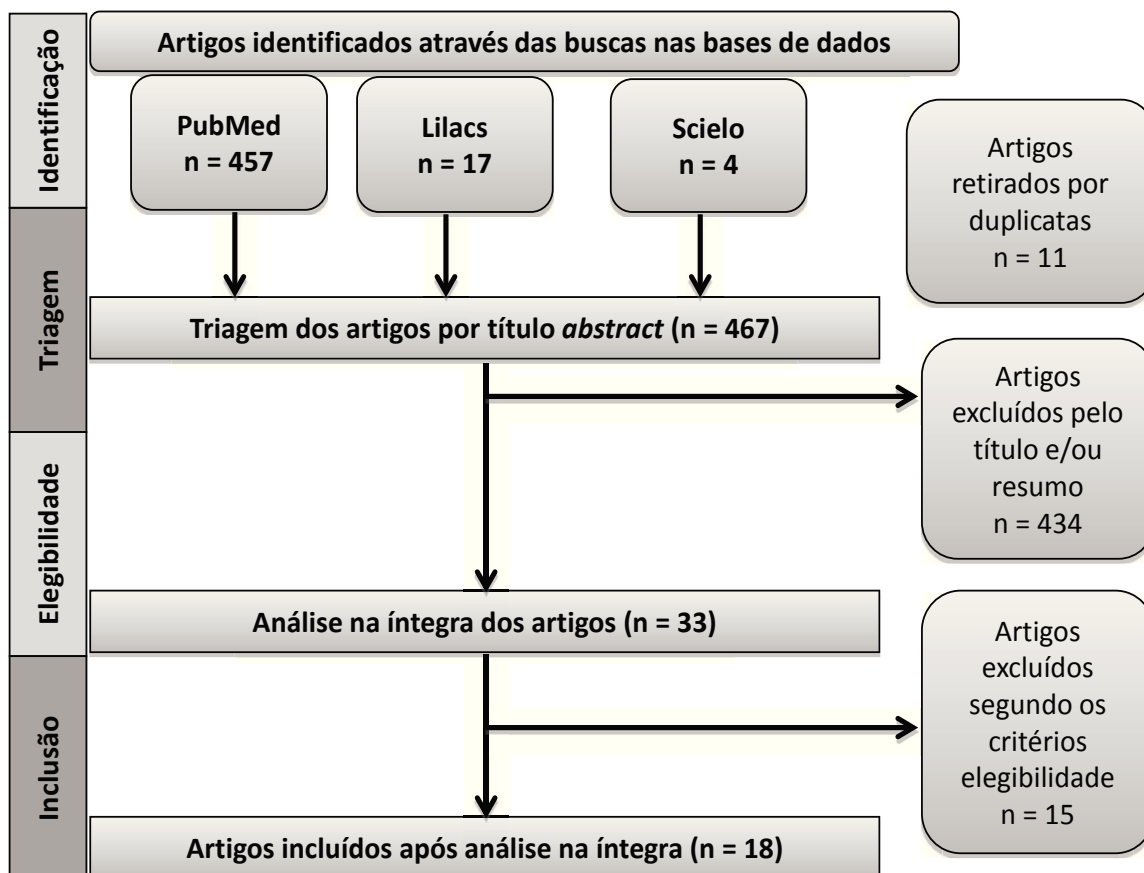 Identificação
Artigos identificados através das buscas nas bases de dados
PubMed
n = 457
Lilacs
n = 17
Scielo
n = 4
Artigos
retirados por
duplicatas
n = 11
Triagem
Triagem dos artigos por título abstract (n = 467)
Artigos
excluídos pelo
título e/ou
resumo
n = 434
Elegibilidade
Análise na íntegra dos artigos (n = 33)
Artigos
excluídos
segundo os
critérios
elegibilidade
n = 15
Inclusão
Artigos incluídos após análise na íntegra (n = 18)